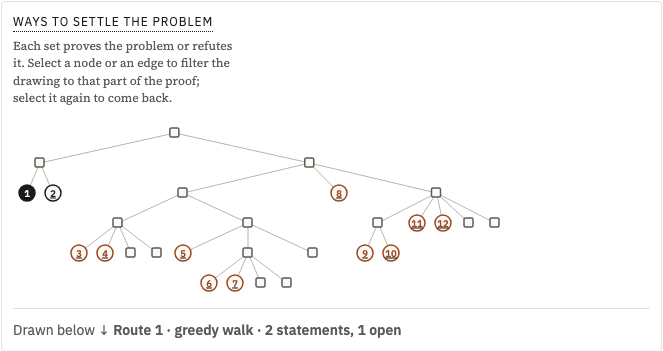 WAYS TO SETTLE THE PROBLEM
Each set proves the problem or refutes
it. Select a node or an edge to filter the
drawing to that part of the proof;
select it again to come back.
1 2 8 11 12
3 4 5 9 10
6 7
Drawn below ↓ Route 1 · greedy walk · 2 statements, 1 open